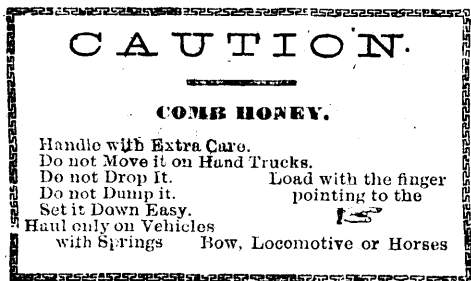 CAUTION.
COMB HONEY.
Handle with Extra Care.
Do not Move it on Hand Trucks.
Do not Drop It.
Do not Dump it.
Set it Down Easy.
Haul only on Vehicles
with Springs
Load with the finger
pointing to the
Bow, Locomotive or Horses